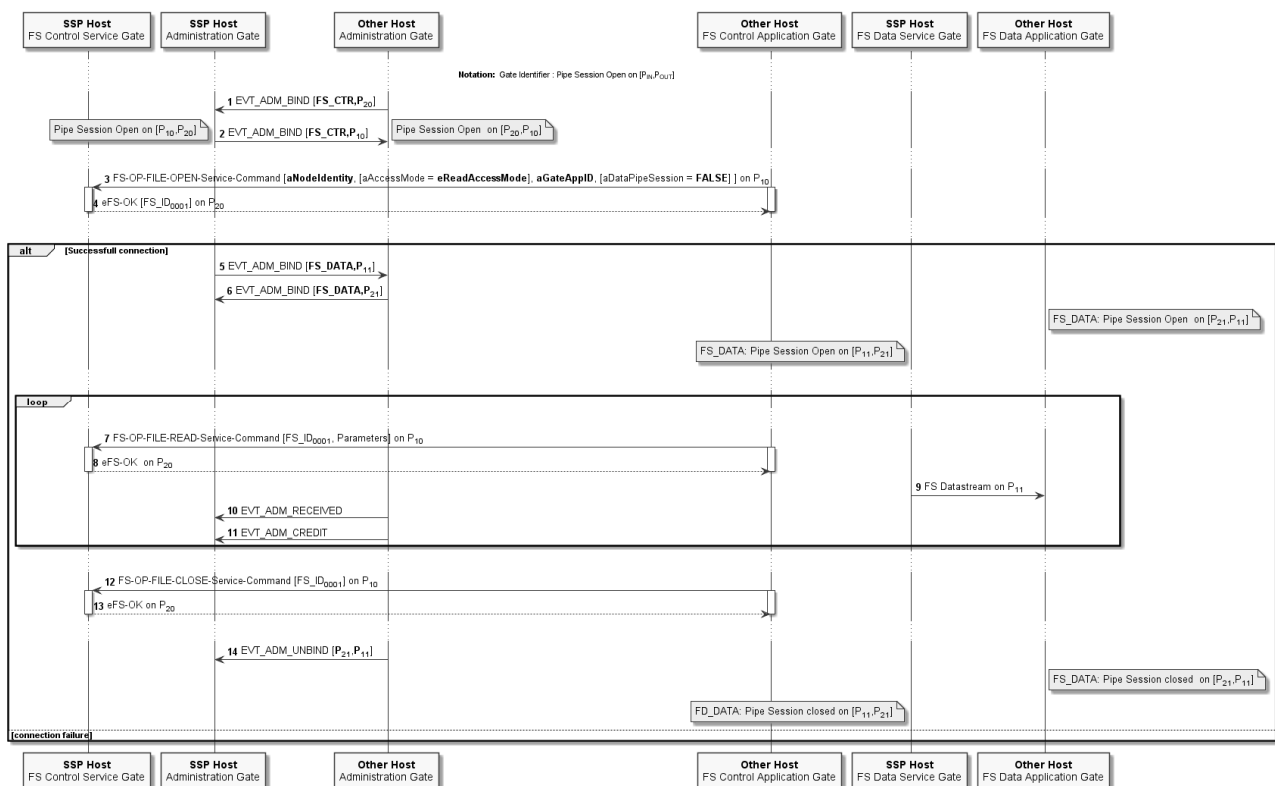 SSP Host
FS Control Service Gate
SSP Host
Administration Gate
Other Host
Administration Gate
Other Host
FS Control Application Gate
SSP Host
FS Data Service Gate
Other Host
FS Data Application Gate
Notation: Gate Identifier : Pipe Session Open on [PIN,POUT]
1 EVT_ADM_BIND [FS_CTR,P20]
Pipe Session Open on [P10,P20]
2 EVT_ADM_BIND [FS_CTR,P10]
Pipe Session Open on [P20,P10]
3 FS-OP-FILE-OPEN-Service-Command [aNodeIdentity, [aAccessMode = eReadAccessMode], aGateAppID, [aDataPipeSession = FALSE] ] on P10
4 eFS-OK [FS_ID0001] on P20
alt [Successfull connection]
5 EVT_ADM_BIND [FS_DATA,P11]
6 EVT_ADM_BIND [FS_DATA,P21]
FS_DATA: Pipe Session Open on [P21,P11]
FS_DATA: Pipe Session Open on [P11,P21]
loop
7 FS-OP-FILE-READ-Service-Command [FS_ID0001, Parameters] on P10
8 eFS-OK on P20
9 FS Datastream on P11
10 EVT_ADM_RECEIVED
11 EVT_ADM_CREDIT
12 FS-OP-FILE-CLOSE-Service-Command [FS_ID0001] on P10
13 eFS-OK on P20
14 EVT_ADM_UNBIND [P21,P11]
FS_DATA: Pipe Session closed on [P21,P11]
FD_DATA: Pipe Session closed on [P11,P21]
[connection failure]
SSP Host
FS Control Service Gate
SSP Host
Administration Gate
Other Host
Administration Gate
Other Host
FS Control Application Gate
SSP Host
FS Data Service Gate
Other Host
FS Data Application Gate